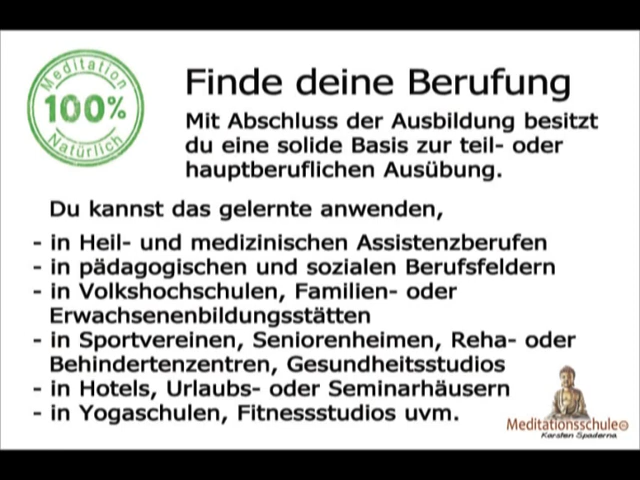 Meditation
100%
Natürlich
Finde deine Berufung
Mit Abschluss der Ausbildung besitzt
du eine solide Basis zur teil- oder
hauptberuflichen Ausübung.
Du kannst das gelernte anwenden,
- in Heil- und medizinischen Assistenzberufen
- in pädagogischen und sozialen Berufsfeldern
- in Volkshochschulen, Familien- oder
Erwachsenenbildungsstätten
- in Sportvereinen, Seniorenheimen, Reha- oder
Behindertenzentren, Gesundheitsstudios
- in Hotels, Urlaubs- oder Seminarhäusern
- in Yogaschulen, Fitnessstudios uvm.
Meditationsschule
Karsten Spaderna